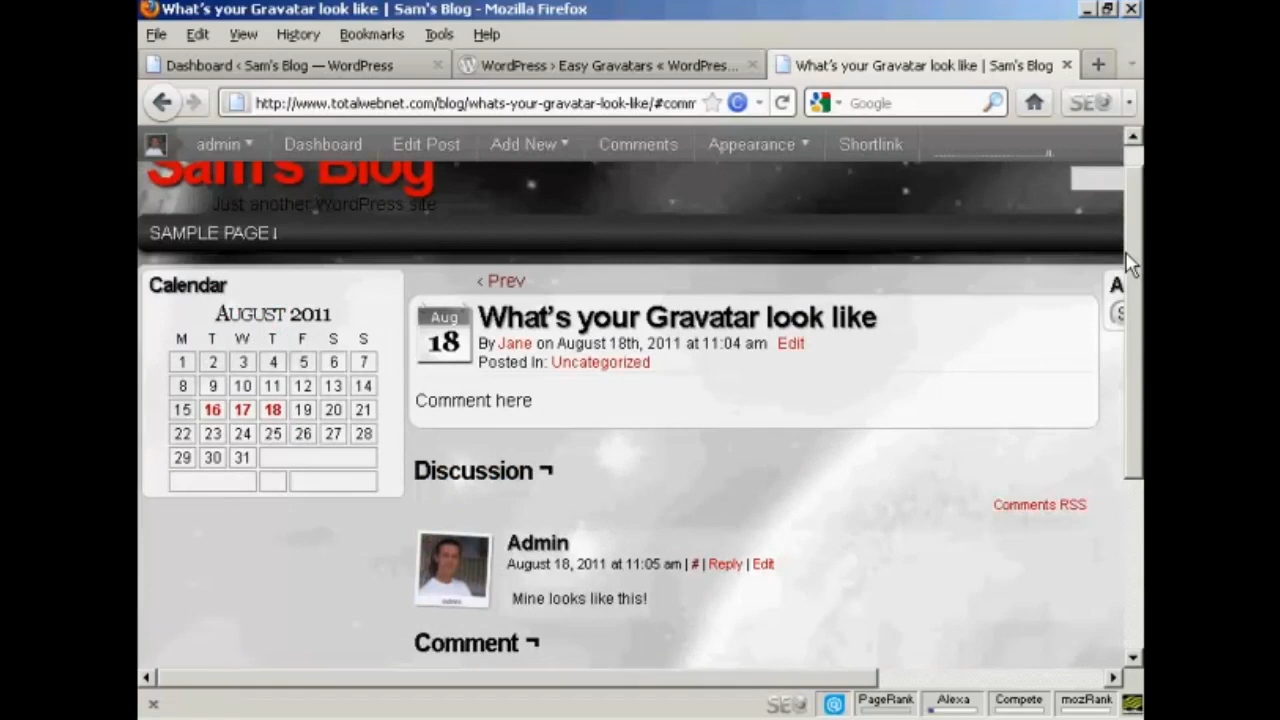 What's your Gravatar look like | Sam's Blog - Mozilla Firefox
File Edit View History Bookmarks Tools Help
Dashboard ‹ Sam's Blog — WordPress
WordPress › Easy Gravatars « WordPres...
What's your Gravatar look like | Sam's Blog
http://www.totalwebnet.com/blog/whats-your-gravatar-look-like/#comm
Google
SEO
admin Dashboard Edit Post Add New Comments Appearance Shortlink
Sam's Blog
Just another WordPress site
SAMPLE PAGE↓
Calendar
AUGUST 2011
M T W T F S S
1 2 3 4 5 6 7
8 9 10 11 12 13 14
15 16 17 18 19 20 21
22 23 24 25 26 27 28
29 30 31
‹ Prev
Aug
18
What's your Gravatar look like
By Jane on August 18th, 2011 at 11:04 am Edit
Posted In: Uncategorized
Comment here
A
S
Discussion ¬
Comments RSS
Admin
August 18, 2011 at 11:05 am | # | Reply | Edit
Mine looks like this!
Comment ¬
SEO PageRank Alexa Compete mozRank